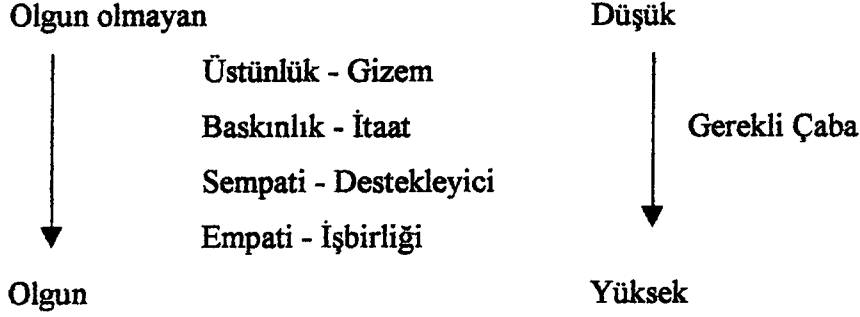 Olgun olmayan Düşük
Üstünlük - Gizem
Baskınlık - İtaat
Gerekli Çaba
Sempati - Destekleyici
Empati - İşbirliği
Olgun Yüksek